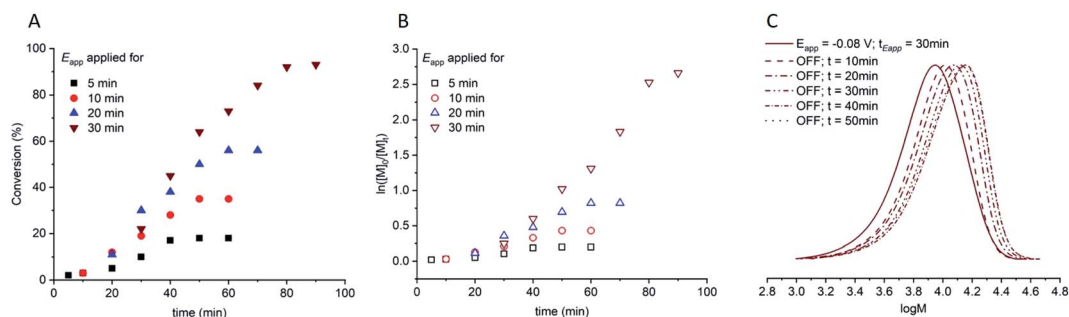 A
Conversion (%)
100
80
60
40
20
0
Eapp applied for
5 min
10 min
20 min
30 min
0 20 40 60 80 100
time (min)
B
ln([M]0/[M]t)
3.0
2.5
2.0
1.5
1.0
0.5
0.0
Eapp applied for
5 min
10 min
20 min
30 min
0 20 40 60 80 100
time (min)
C
Eapp = -0.08 V; tEapp = 30min
OFF; t = 10min
OFF; t = 20min
OFF; t = 30min
OFF; t = 40min
OFF; t = 50min
2.8 3.0 3.2 3.4 3.6 3.8 4.0 4.2 4.4 4.6 4.8
logM